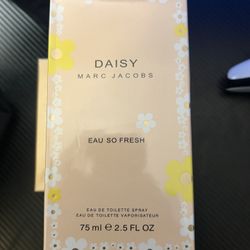 DAISY
MARC JACOBS
EAU SO FRESH
EAU DE TOILETTE SPRAY
EAU DE TOILETTE VAPORISATEUR
75 ml ℮ 2.5 FL OZ